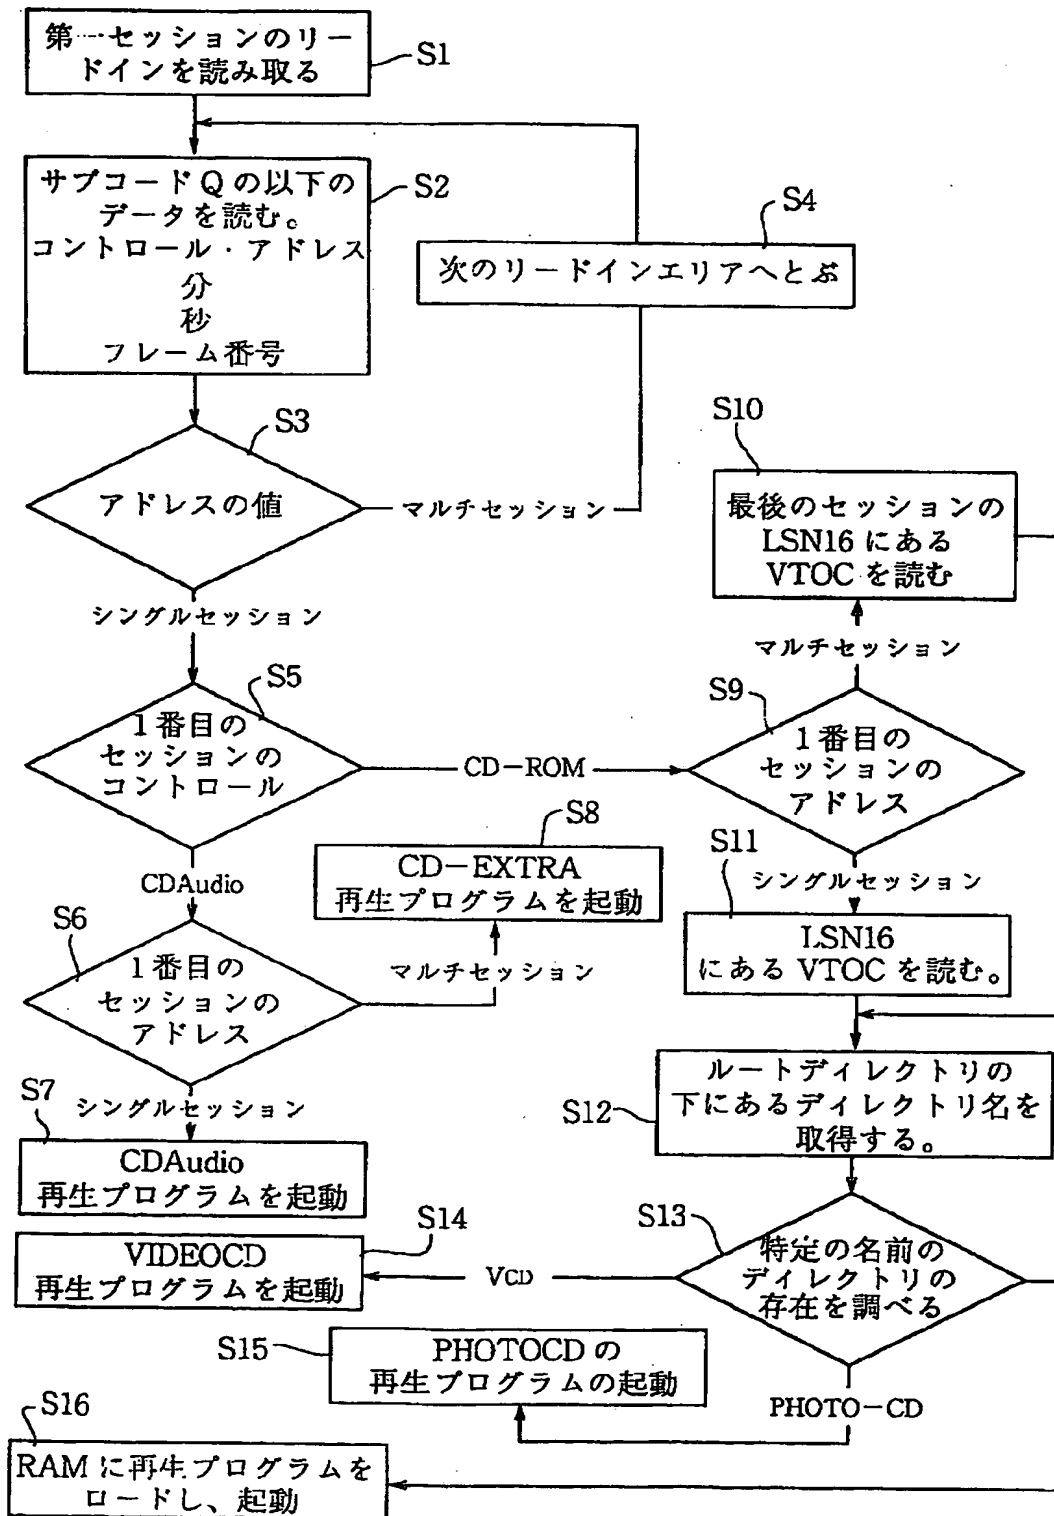 第一セッションのリー
ドインを読み取る
S1
サブコードQの以下の
データを読む。
コントロール・アドレス
分
秒
フレーム番号
S2
S4
次のリードインエリアへとぶ
S3
アドレスの値
マルチセッション
シングルセッション
S10
最後のセッションの
LSN16にある
VTOCを読む
マルチセッション
S5
1番目の
セッションの
コントロール
CD-ROM
S9
1番目の
セッションの
アドレス
S8
CD-EXTRA
再生プログラムを起動
CDAudio
S11
シングルセッション
LSN16
にあるVTOCを読む。
S6
1番目の
セッションの
アドレス
マルチセッション
S7
シングルセッション
CDAudio
再生プログラムを起動
S12
ルートディレクトリの
下にあるディレクトリ名を
取得する。
S14
VIDEOCD
再生プログラムを起動
VCD
S13
特定の名前の
ディレクトリの
存在を調べる
S15
PHOTOCDの
再生プログラムの起動
PHOTO-CD
S16
RAMに再生プログラムを
ロードし、起動